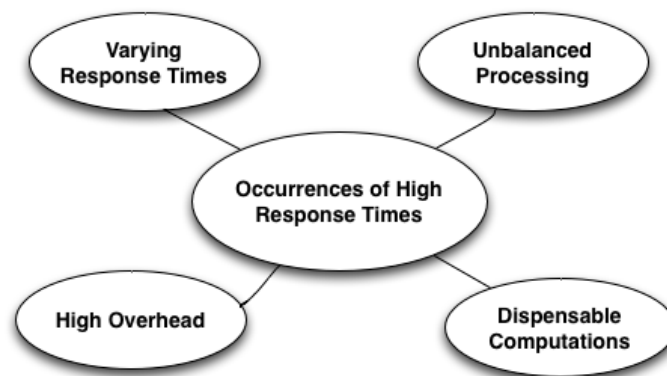 Varying
Response Times
Unbalanced
Processing
Occurrences of High
Response Times
High Overhead
Dispensable
Computations